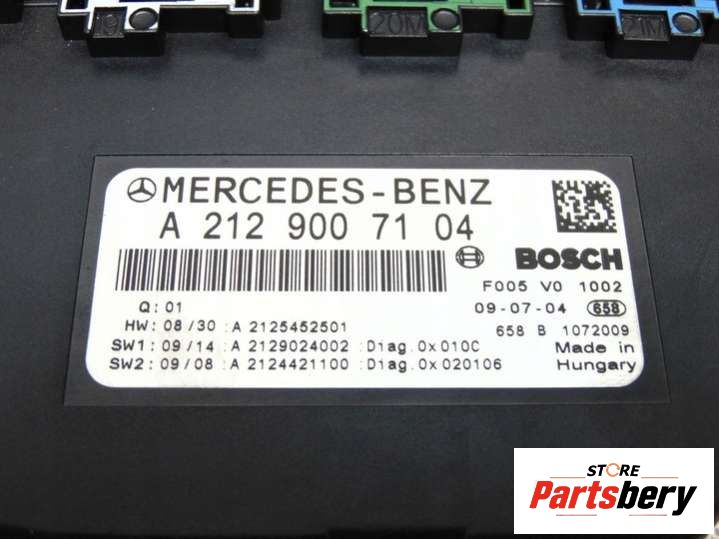 19
20M
21M
MERCEDES-BENZ
A 212 900 71 04
BOSCH
F005 V0 1002
Q: 01
09-07-04 658
HW: 08/30 :A 2125452501
658 B 1072009
SW1: 09/14 :A 2129024002 :Diag.0x010C
Made in
SW2: 09/08 :A 2124421100 :Diag.0x020106
Hungary
STORE
Partsbery